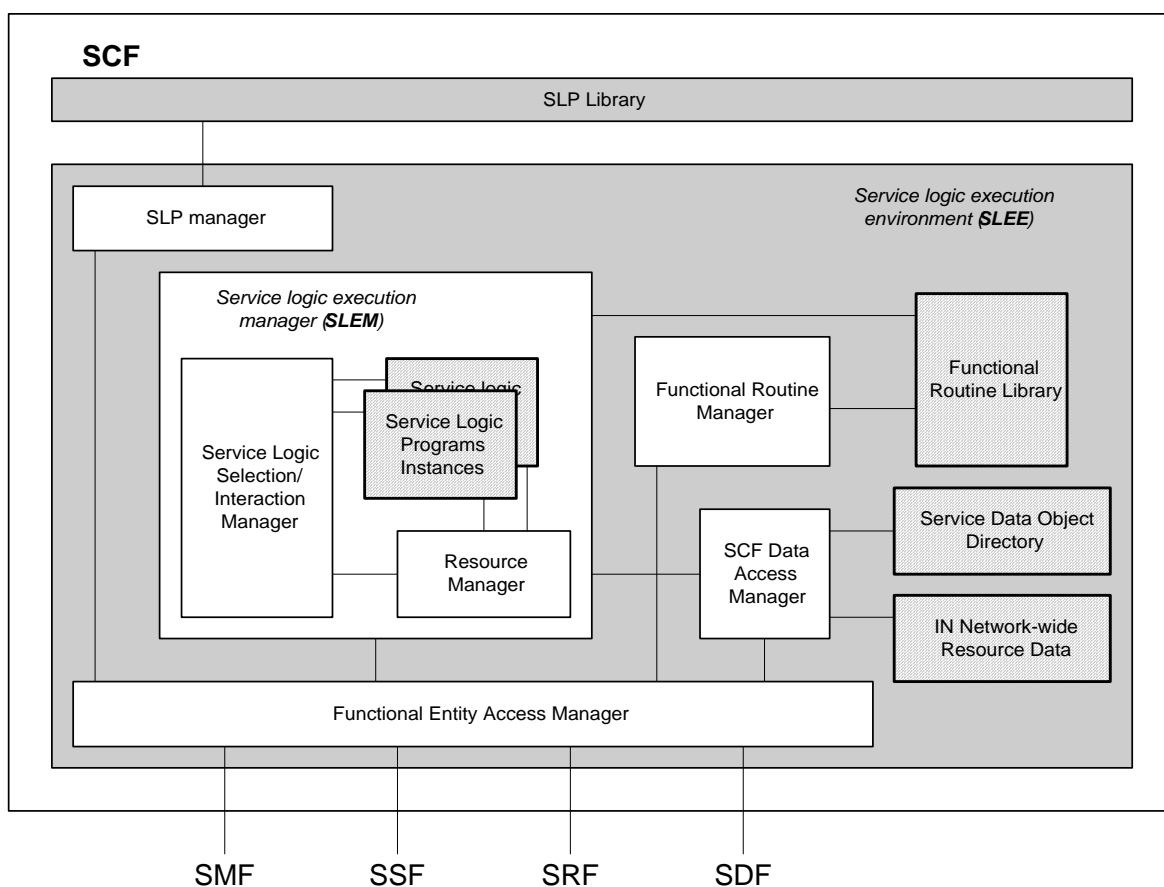 SCF
SLP Library
SLP manager
Service logic execution
environment (SLEE)
Service logic execution
manager (SLEM)
Service Logic
Selection/
Interaction
Manager
Service logic
Service Logic
Programs
Instances
Resource
Manager
Functional Routine
Manager
Functional
Routine Library
SCF Data
Access
Manager
Service Data Object
Directory
IN Network-wide
Resource Data
Functional Entity Access Manager
SMF
SSF
SRF
SDF